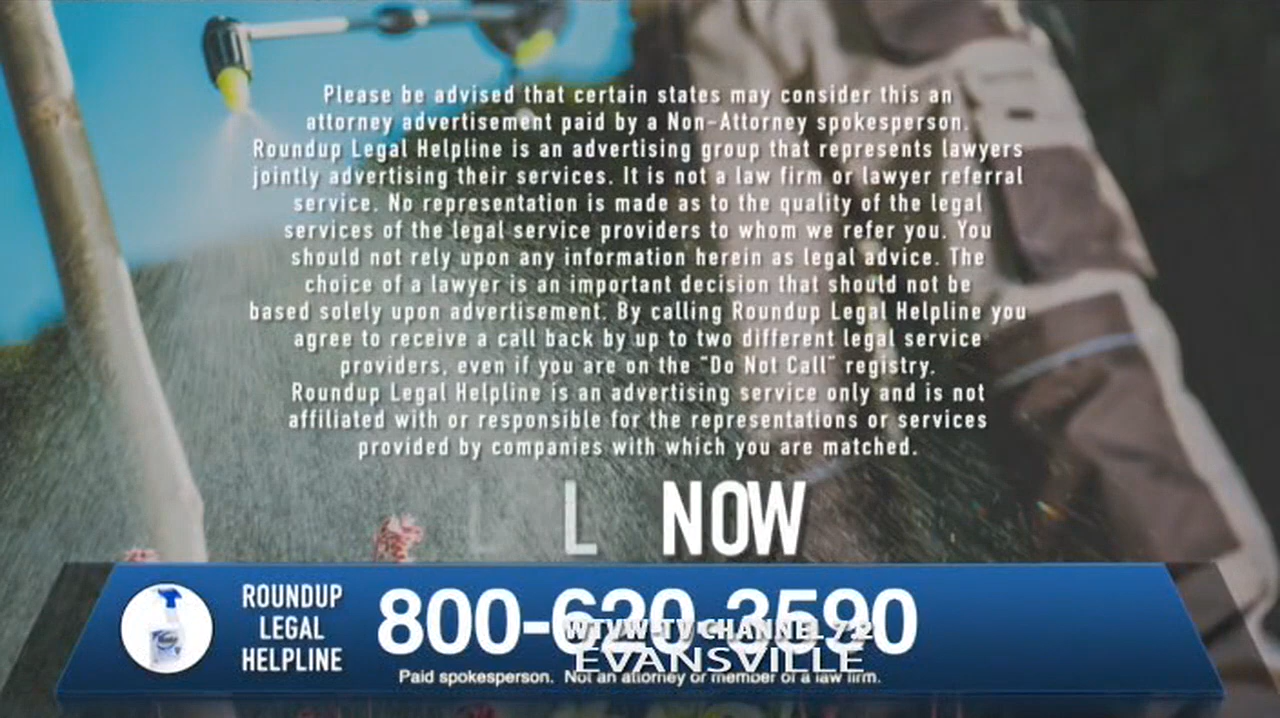 Please be advised that certain states may consider this an
attorney advertisement paid by a Non-Attorney spokesperson.
Roundup Legal Helpline is an advertising group that represents lawyers
jointly advertising their services. It is not a law firm or lawyer referral
service. No representation is made as to the quality of the legal
services of the legal service providers to whom we refer you. You
should not rely upon any information herein as legal advice. The
choice of a lawyer is an important decision that should not be
based solely upon advertisement. By calling Roundup Legal Helpline you
agree to receive a call back by up to two different legal service
providers, even if you are on the "Do Not Call" registry.
Roundup Legal Helpline is an advertising service only and is not
affiliated with or responsible for the representations or services
provided by companies with which you are matched.
L L NOW
ROUNDUP
LEGAL
HELPLINE
800-620-3590
WTVW-TV CHANNEL 7.2
EVANSVILLE
Paid spokesperson. Not an attorney or member of a law firm.